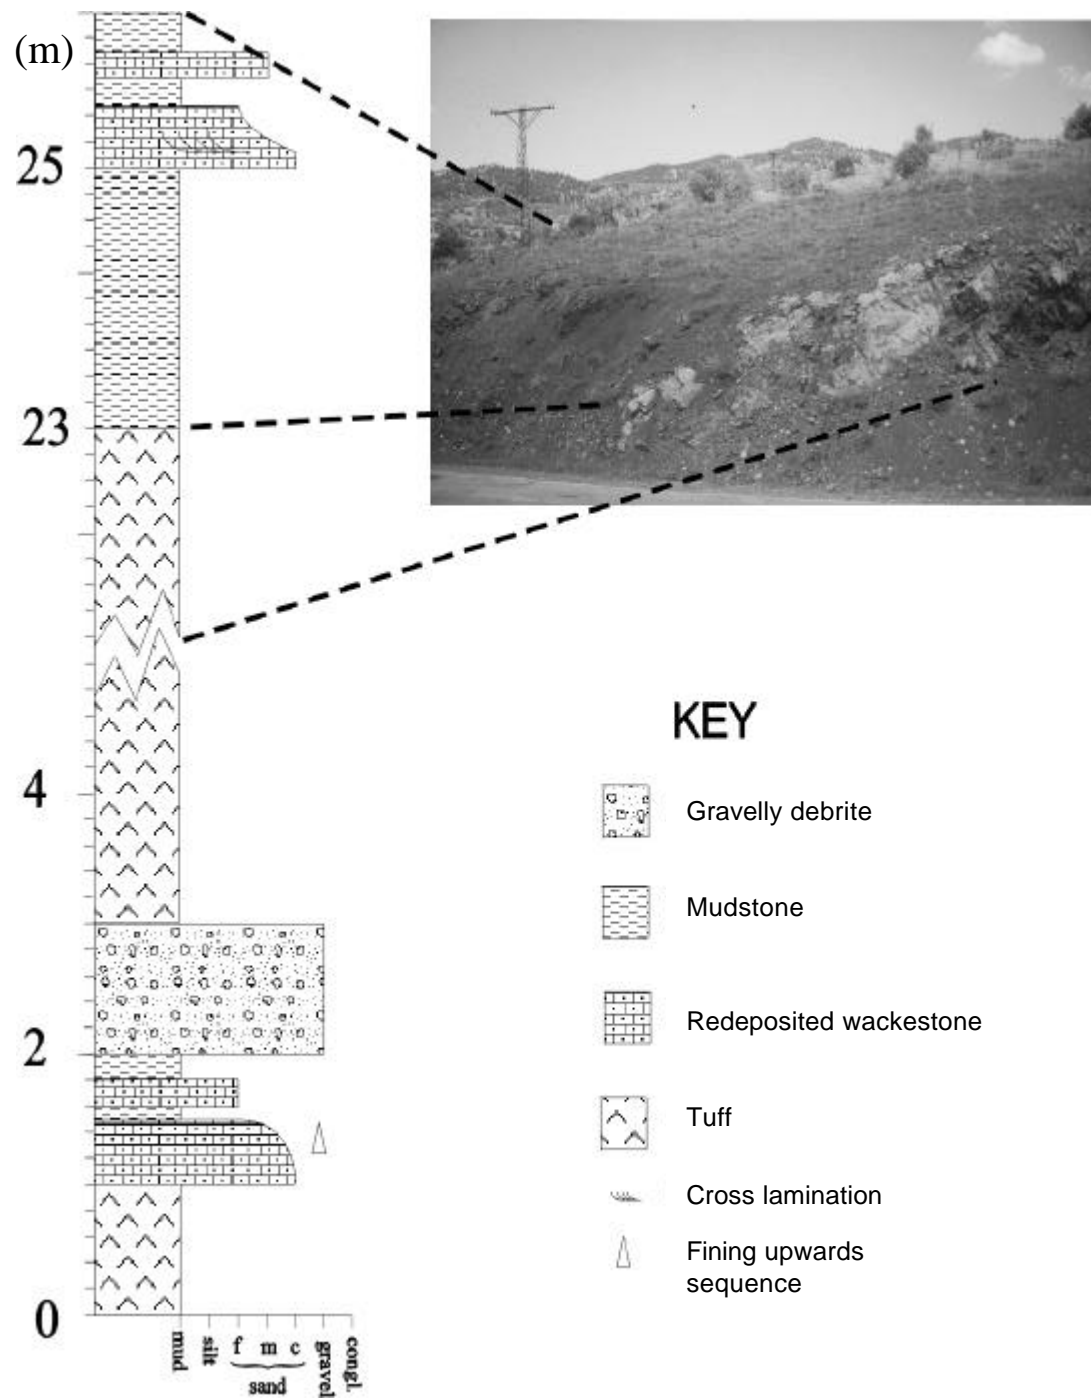 (m)
25
23
4
2
0
mud
silt
f m c
sand
gravel
congl.
KEY
Gravelly debrite
Mudstone
Redeposited wackestone
Tuff
Cross lamination
Fining upwards
sequence